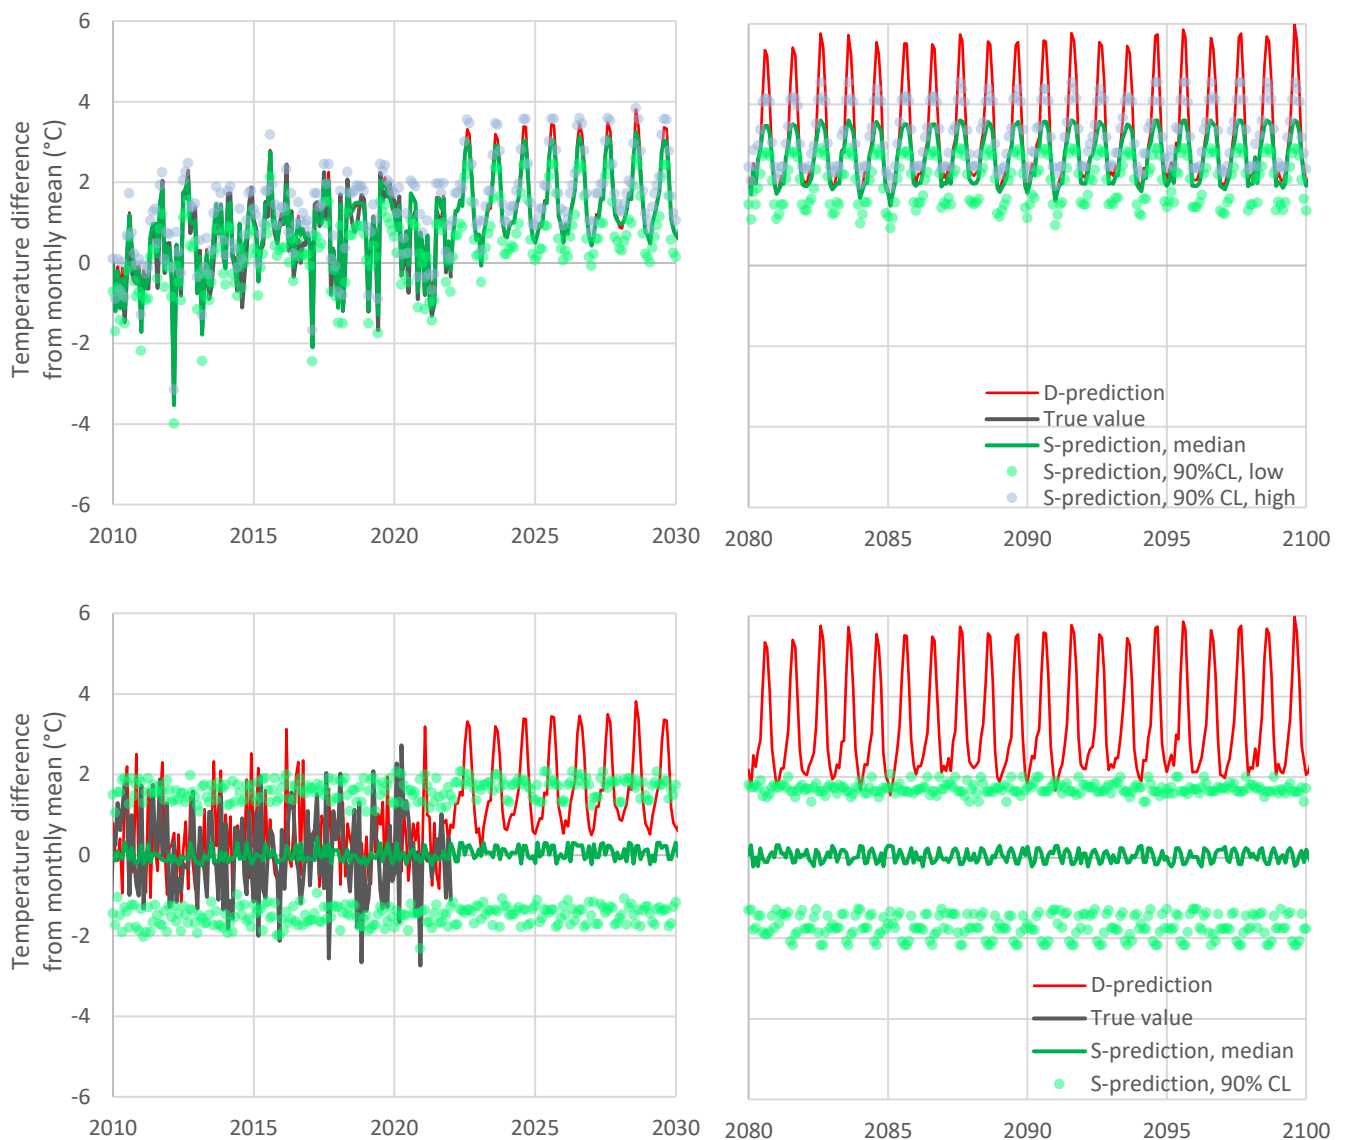 Temperature difference
from monthly mean (°C)
6
4
2
0
-2
-4
-6
2010 2015 2020 2025 2030
D-prediction
True value
S-prediction, median
S-prediction, 90%CL, low
S-prediction, 90% CL, high
2080 2085 2090 2095 2100
Temperature difference
from monthly mean (°C)
6
4
2
0
-2
-4
-6
2010 2015 2020 2025 2030
D-prediction
True value
S-prediction, median
S-prediction, 90% CL
2080 2085 2090 2095 2100